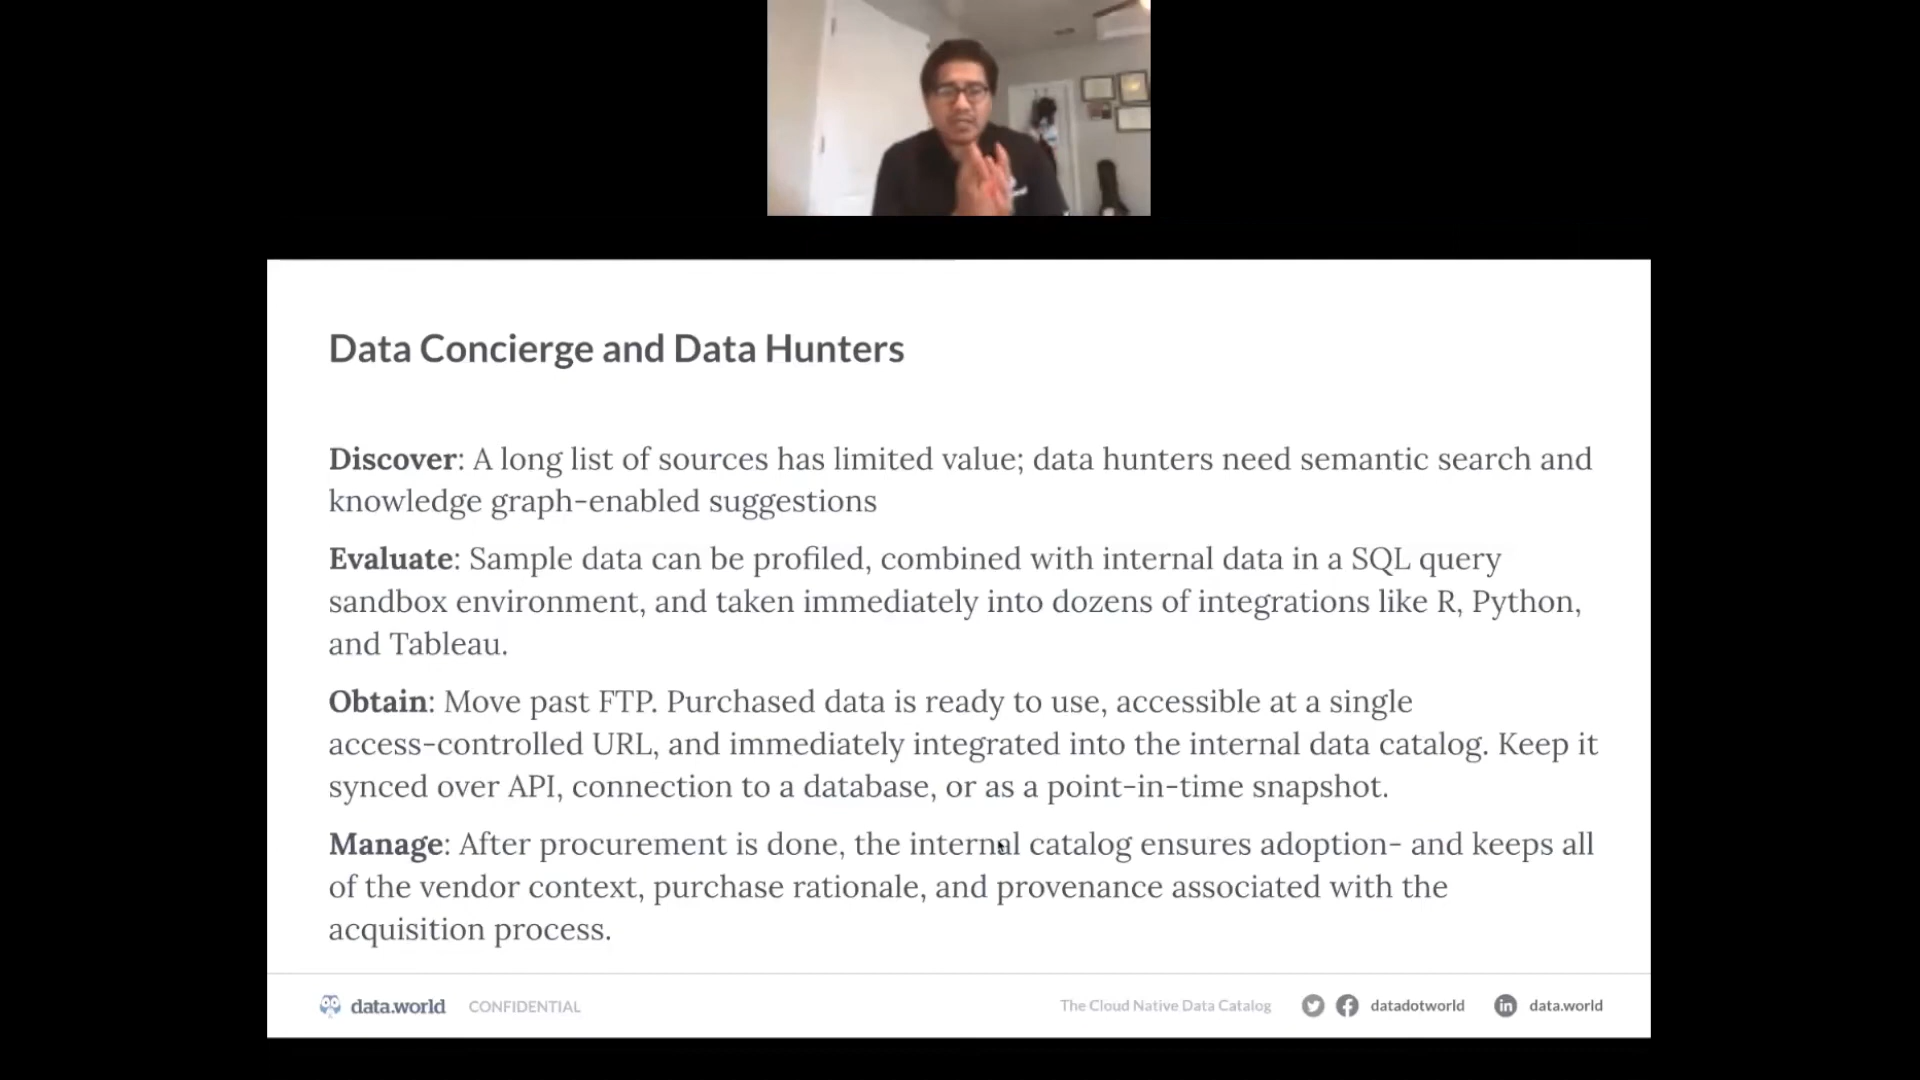 Data Concierge and Data Hunters
Discover: A long list of sources has limited value; data hunters need semantic search and
knowledge graph-enabled suggestions
Evaluate: Sample data can be profiled, combined with internal data in a SQL query
sandbox environment, and taken immediately into dozens of integrations like R, Python,
and Tableau.
Obtain: Move past FTP. Purchased data is ready to use, accessible at a single
access-controlled URL, and immediately integrated into the internal data catalog. Keep it
synced over API, connection to a database, or as a point-in-time snapshot.
Manage: After procurement is done, the internal catalog ensures adoption- and keeps all
of the vendor context, purchase rationale, and provenance associated with the
acquisition process.
data.world CONFIDENTIAL The Cloud Native Data Catalog datadotworld in data.world